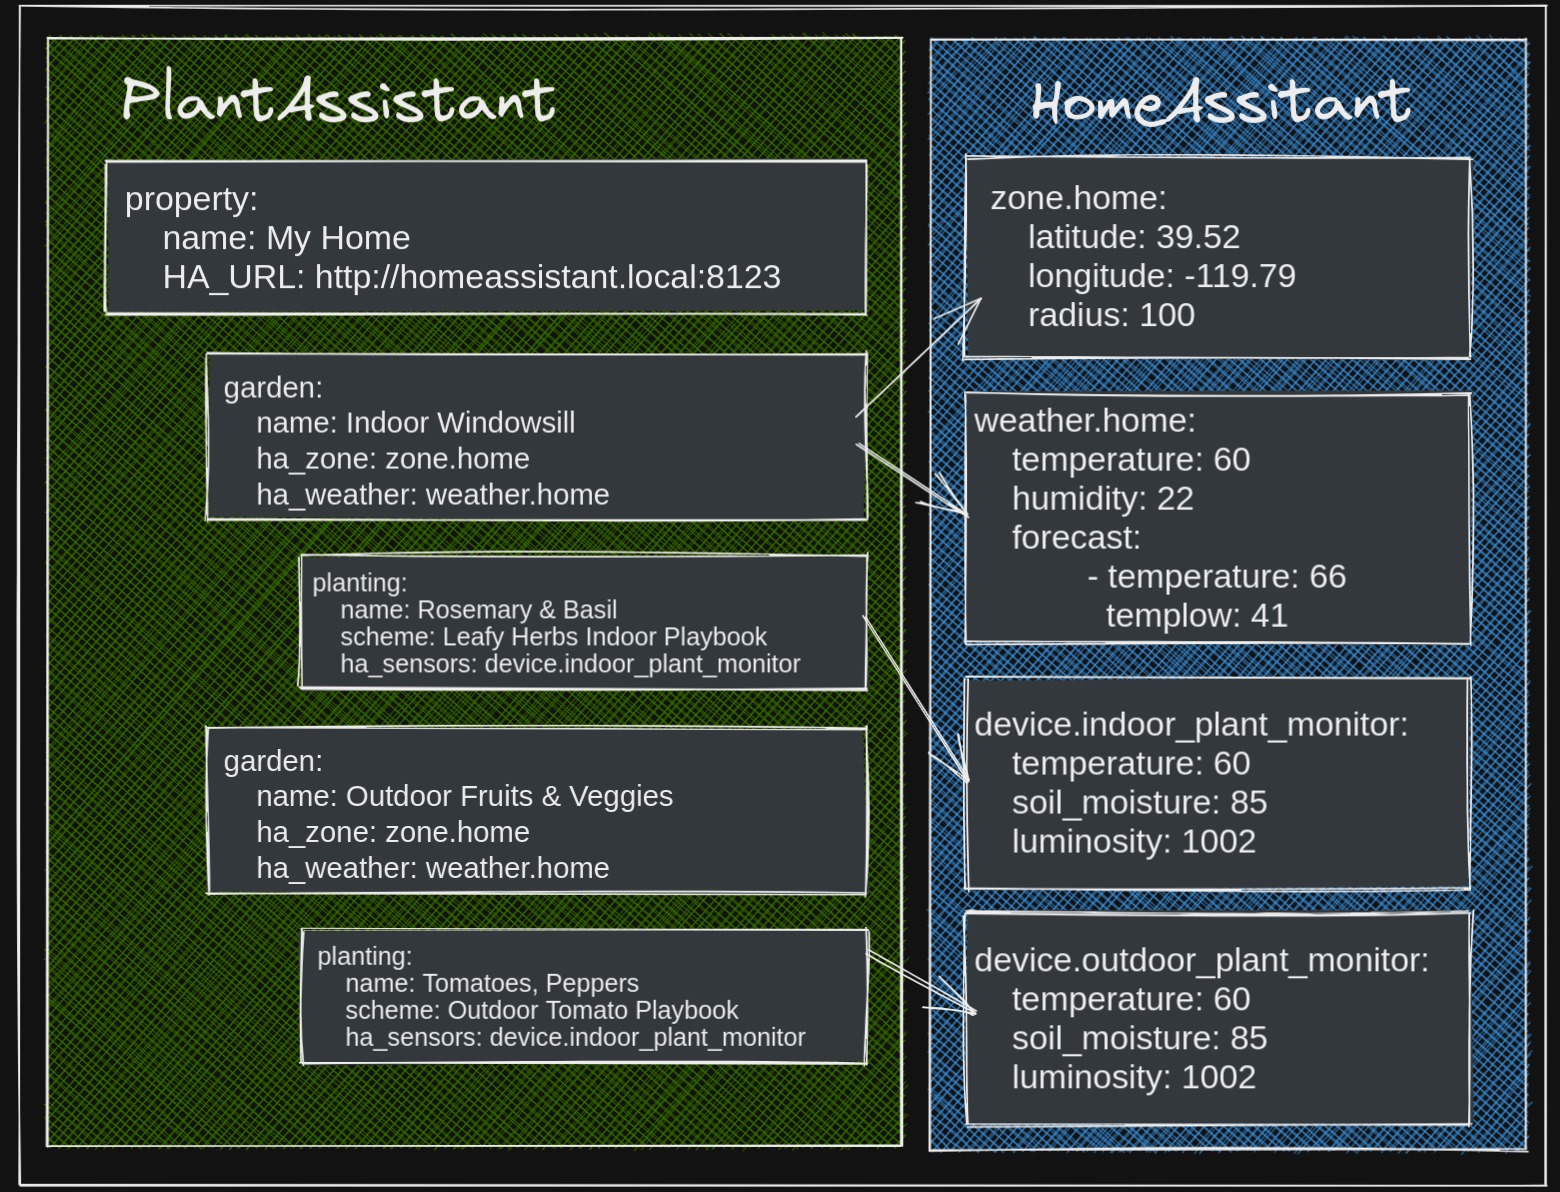 PlantAssistant
property:
name: My Home
HA_URL: http://homeassistant.local:8123
garden:
name: Indoor Windowsill
ha_zone: zone.home
ha_weather: weather.home
planting:
name: Rosemary & Basil
scheme: Leafy Herbs Indoor Playbook
ha_sensors: device.indoor_plant_monitor
garden:
name: Outdoor Fruits & Veggies
ha_zone: zone.home
ha_weather: weather.home
planting:
name: Tomatoes, Peppers
scheme: Outdoor Tomato Playbook
ha_sensors: device.indoor_plant_monitor
HomeAssitant
zone.home:
latitude: 39.52
longitude: -119.79
radius: 100
weather.home:
temperature: 60
humidity: 22
forecast:
- temperature: 66
templow: 41
device.indoor_plant_monitor:
temperature: 60
soil_moisture: 85
luminosity: 1002
device.outdoor_plant_monitor:
temperature: 60
soil_moisture: 85
luminosity: 1002